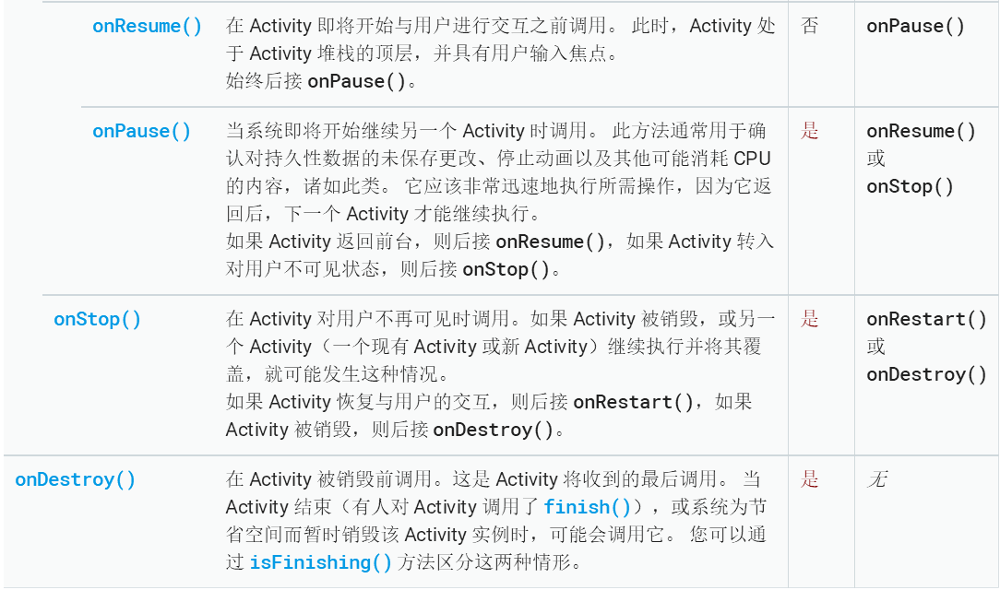 onResume() 在 Activity 即将开始与用户进行交互之前调用。 此时，Activity 处 否 onPause()
于 Activity 堆栈的顶层，并具有用户输入焦点。
始终后接 onPause()。
onPause() 当系统即将开始继续另一个 Activity 时调用。 此方法通常用于确 是 onResume()
认对持久性数据的未保存更改、停止动画以及其他可能消耗 CPU 或
的内容，诸如此类。 它应该非常迅速地执行所需操作，因为它返 onStop()
回后，下一个 Activity 才能继续执行。
如果 Activity 返回前台，则后接 onResume()，如果 Activity 转入
对用户不可见状态，则后接 onStop()。
onStop() 在 Activity 对用户不再可见时调用。如果 Activity 被销毁，或另一 是 onRestart()
个 Activity（一个现有 Activity 或新 Activity）继续执行并将其覆 或
盖，就可能发生这种情况。 onDestroy()
如果 Activity 恢复与用户的交互，则后接 onRestart()，如果
Activity 被销毁，则后接 onDestroy()。
onDestroy() 在 Activity 被销毁前调用。这是 Activity 将收到的最后调用。 当 是 无
Activity 结束（有人对 Activity 调用了 finish()），或系统为节
省空间而暂时销毁该 Activity 实例时，可能会调用它。 您可以通
过 isFinishing() 方法区分这两种情形。